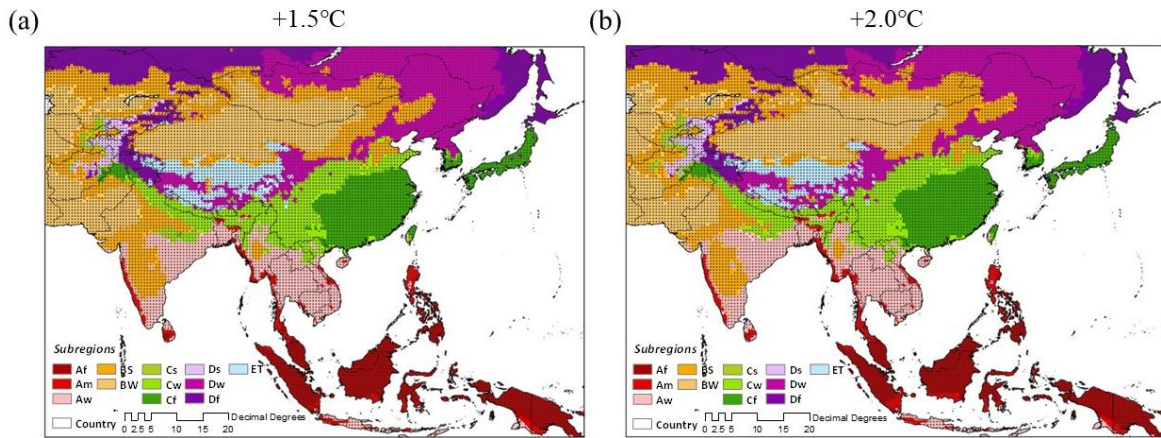 (a) +1.5℃
Subregions
Af BS Cs Ds ET
Am BW Cw Dw
Aw Cf Df
Country
Decimal Degrees
0 2.5 5 10 15 20
(b) +2.0℃
Subregions
Af BS Cs Ds ET
Am BW Cw Dw
Aw Cf Df
Country
Decimal Degrees
0 2.5 5 10 15 20